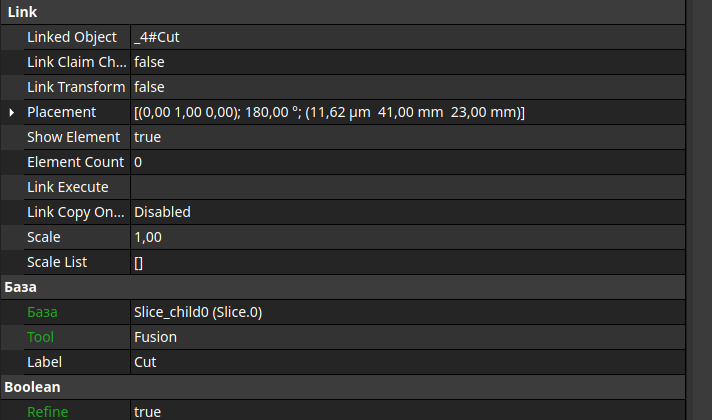 Link
Linked Object _4#Cut
Link Claim Ch... false
Link Transform false
Placement [(0,00 1,00 0,00); 180,00 °; (11,62 µm 41,00 mm 23,00 mm)]
Show Element true
Element Count 0
Link Execute
Link Copy On... Disabled
Scale 1,00
Scale List []
База
База Slice_child0 (Slice.0)
Tool Fusion
Label Cut
Boolean
Refine true